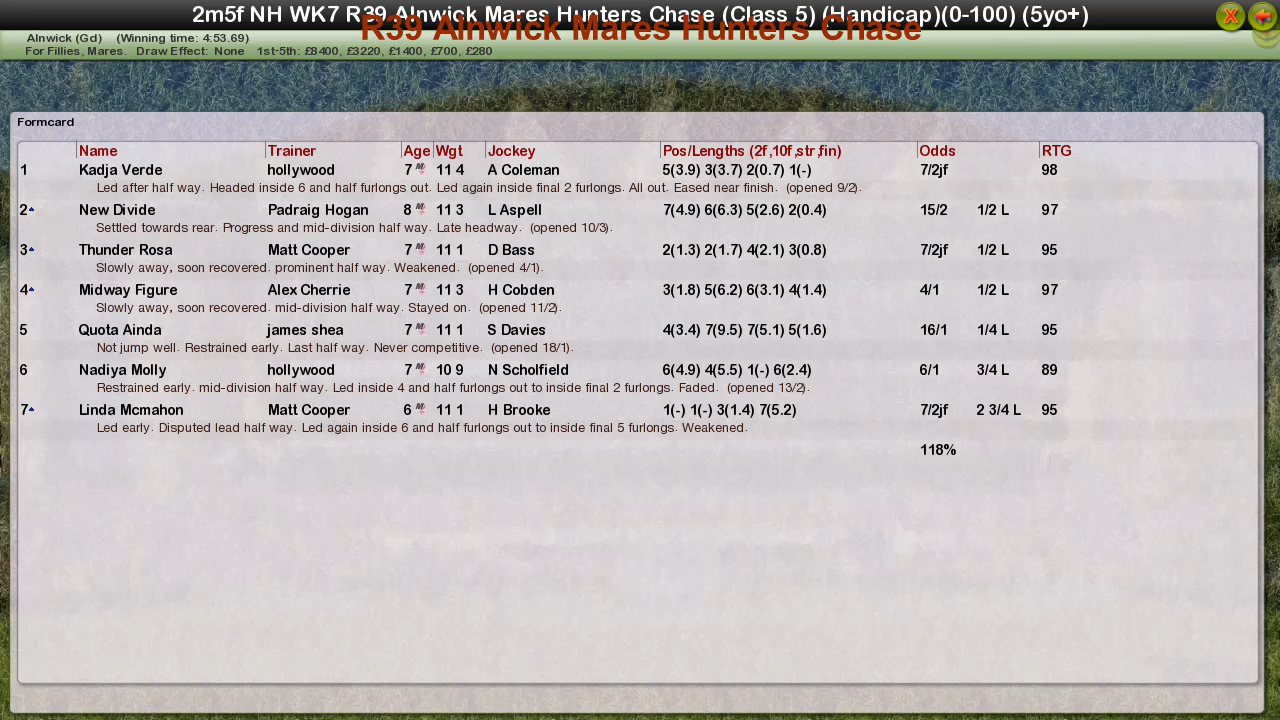 2m5f NH WK7 R39 Alnwick Mares Hunters Chase (Class 5) (Handicap)(0-100) (5yo+)
R39 Alnwick Mares Hunters Chase
Alnwick (Gd) (Winning time: 4:53.69)
For Fillies, Mares. Draw Effect: None 1st-5th: £8400, £3220, £1400, £700, £280
Formcard
Name Trainer Age Wgt Jockey Pos/Lengths (2f,10f,str,fin) Odds RTG
1 Kadja Verde hollywood 7 M 11 4 A Coleman 5(3.9) 3(3.7) 2(0.7) 1(-) 7/2jf 98
Led after half way. Headed inside 6 and half furlongs out. Led again inside final 2 furlongs. All out. Eased near finish. (opened 9/2).
2 New Divide Padraig Hogan 8 M 11 3 L Aspell 7(4.9) 6(6.3) 5(2.6) 2(0.4) 15/2 1/2 L 97
Settled towards rear. Progress and mid-division half way. Late headway. (opened 10/3).
3 Thunder Rosa Matt Cooper 7 M 11 1 D Bass 2(1.3) 2(1.7) 4(2.1) 3(0.8) 7/2jf 1/2 L 95
Slowly away, soon recovered. prominent half way. Weakened. (opened 4/1).
4 Midway Figure Alex Cherrie 7 M 11 3 H Cobden 3(1.8) 5(6.2) 6(3.1) 4(1.4) 4/1 1/2 L 97
Slowly away, soon recovered. mid-division half way. Stayed on. (opened 11/2).
5 Quota Ainda james shea 7 M 11 1 S Davies 4(3.4) 7(9.5) 7(5.1) 5(1.6) 16/1 1/4 L 95
Not jump well. Restrained early. Last half way. Never competitive. (opened 18/1).
6 Nadiya Molly hollywood 7 M 10 9 N Scholfield 6(4.9) 4(5.5) 1(-) 6(2.4) 6/1 3/4 L 89
Restrained early. mid-division half way. Led inside 4 and half furlongs out to inside final 2 furlongs. Faded. (opened 13/2).
7 Linda Mcmahon Matt Cooper 6 M 11 1 H Brooke 1(-) 1(-) 3(1.4) 7(5.2) 7/2jf 2 3/4 L 95
Led early. Disputed lead half way. Led again inside 6 and half furlongs out to inside final 5 furlongs. Weakened.
118%